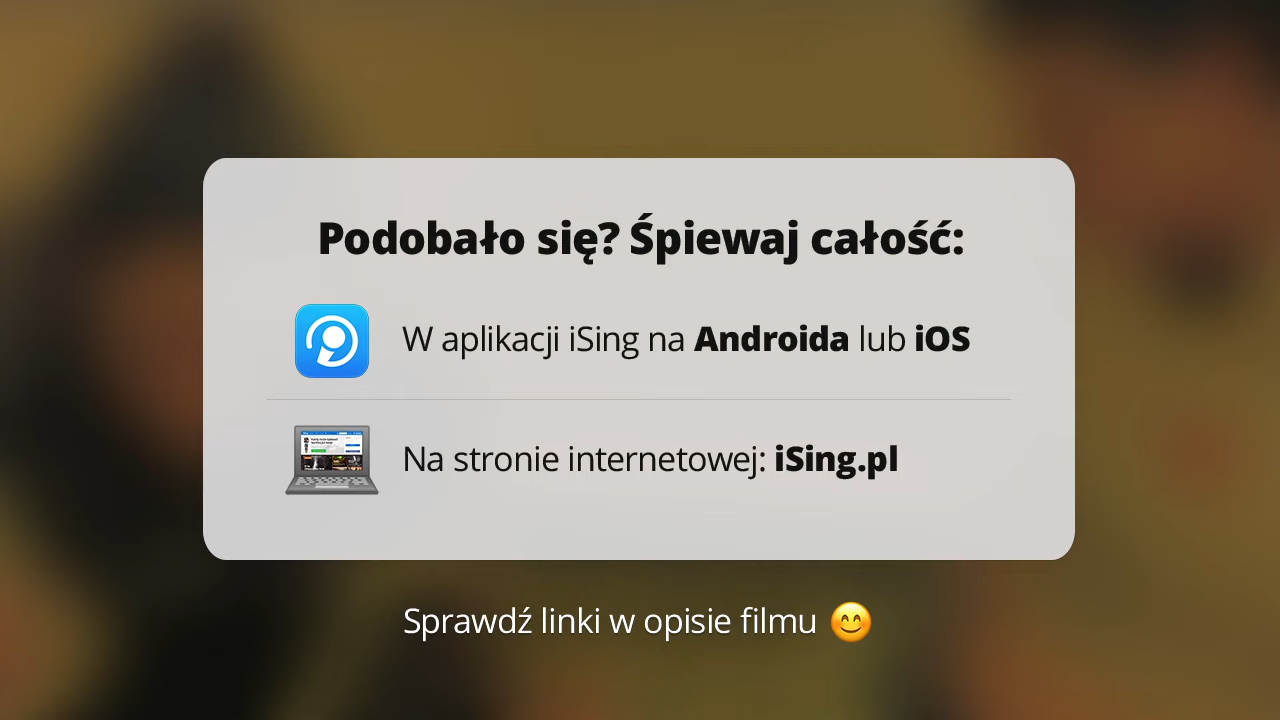 Podobało się? Śpiewaj całość:
W aplikacji iSing na Androida lub iOS
Na stronie internetowej: iSing.pl
Sprawdź linki w opisie filmu 😊